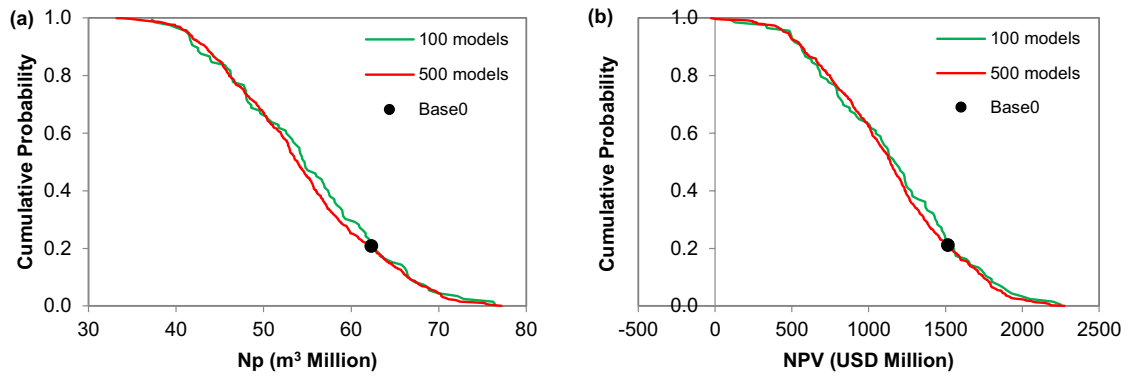 (a)
Cumulative Probability
1.0
0.8
0.6
0.4
0.2
0.0
30 40 50 60 70 80
Np (m³ Million)
100 models
500 models
Base0
(b)
Cumulative Probability
1.0
0.8
0.6
0.4
0.2
0.0
-500 0 500 1000 1500 2000 2500
NPV (USD Million)
100 models
500 models
Base0